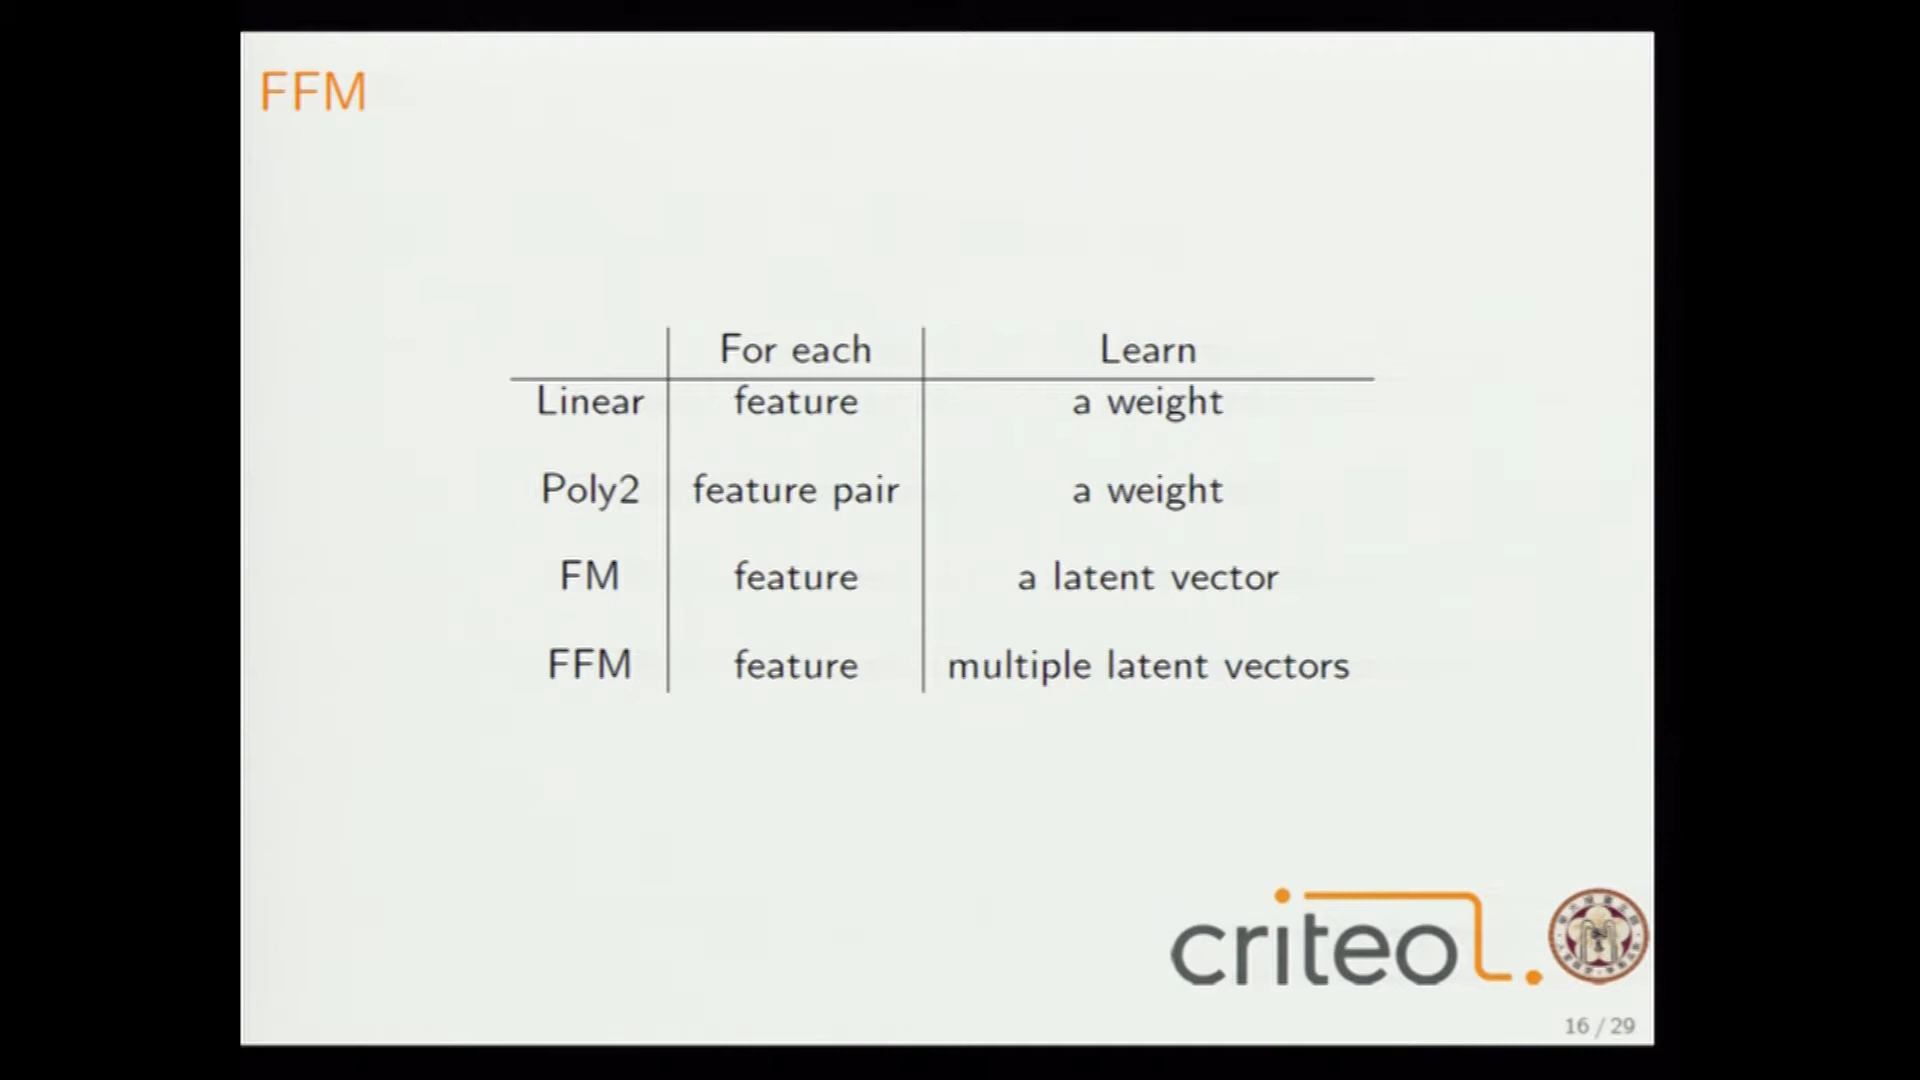 FFM
For each Learn
Linear feature a weight
Poly2 feature pair a weight
FM feature a latent vector
FFM feature multiple latent vectors
criteo
16 / 29